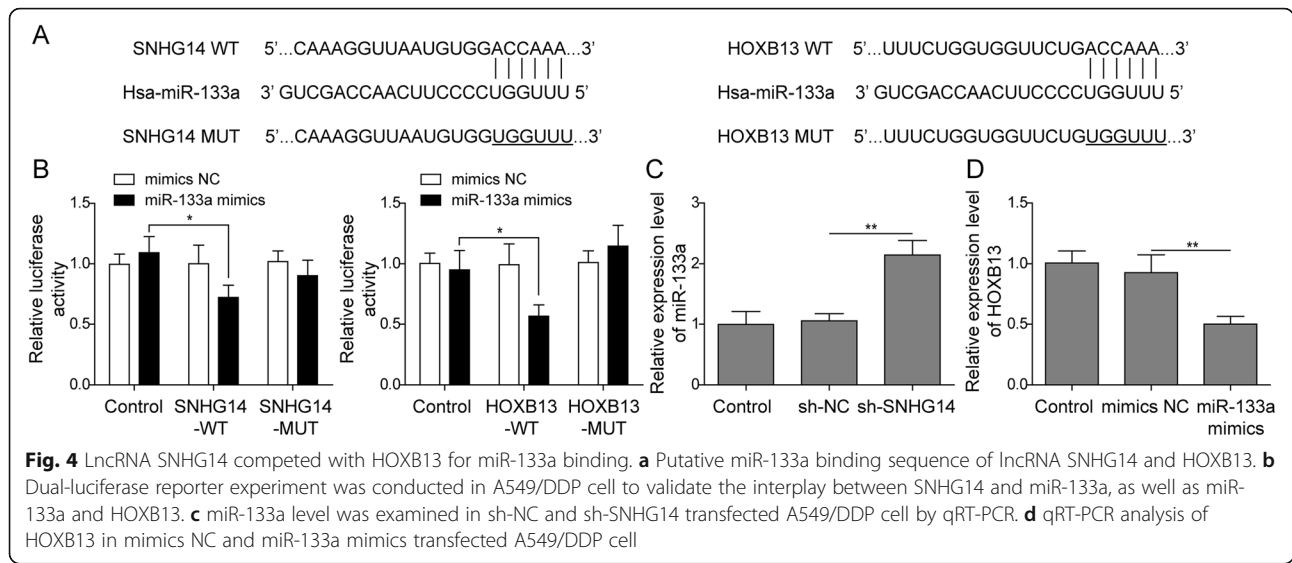 A
SNHG14 WT 5’...CAAAGGUUAAUGUGGACCAAA...3’
Hsa-miR-133a 3’ GUCGACCAACUUCCCCUGGUUU 5’
SNHG14 MUT 5’...CAAAGGUUAAUGUGGUGGUUU...3’
HOXB13 WT 5’...UUUCUGGUGGUUCUGACCAAA...3’
Hsa-miR-133a 3’ GUCGACCAACUUCCCCUGGUUU 5’
HOXB13 MUT 5’...UUUCUGGUGGUUCUGUGGUUU...3’
B
mimics NC
miR-133a mimics
Relative luciferase
activity
1.5
1.0
0.5
0.0
*
Control
SNHG14
-WT
SNHG14
-MUT
mimics NC
miR-133a mimics
Relative luciferase
activity
1.5
1.0
0.5
0.0
*
Control
HOXB13
-WT
HOXB13
-MUT
C
Relative expression level
of miR-133a
3
2
1
0
**
Control
sh-NC
sh-SNHG14
D
Relative expression level
of HOXB13
1.5
1.0
0.5
0.0
**
Control
mimics NC
miR-133a
mimics
Fig. 4 LncRNA SNHG14 competed with HOXB13 for miR-133a binding. a Putative miR-133a binding sequence of lncRNA SNHG14 and HOXB13. b
Dual-luciferase reporter experiment was conducted in A549/DDP cell to validate the interplay between SNHG14 and miR-133a, as well as miR-
133a and HOXB13. c miR-133a level was examined in sh-NC and sh-SNHG14 transfected A549/DDP cell by qRT-PCR. d qRT-PCR analysis of
HOXB13 in mimics NC and miR-133a mimics transfected A549/DDP cell